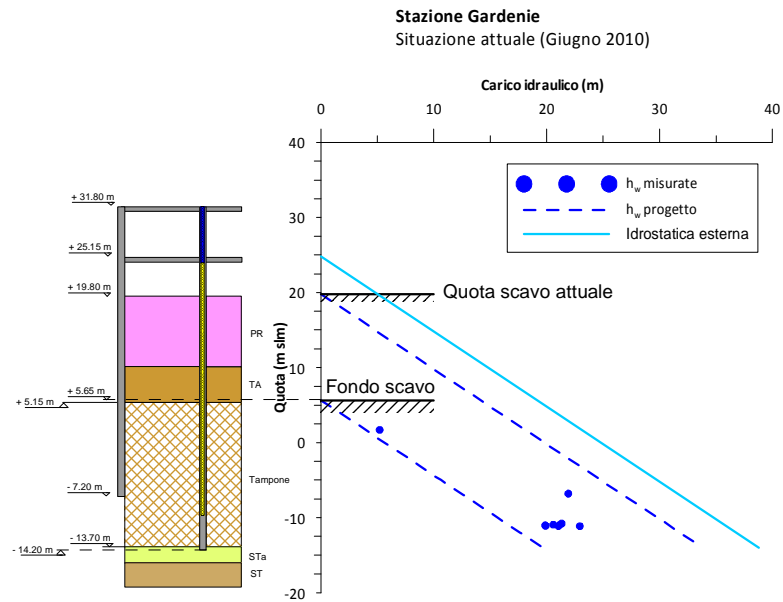 Stazione Gardenie
Situazione attuale (Giugno 2010)
Carico idraulico (m)
0 10 20 30 40
40
30
20
10
0
-10
-20
Quota (m slm)
h_w misurate
h_w progetto
Idrostatica esterna
Quota scavo attuale
Fondo scavo
+ 31.80 m
+ 25.15 m
+ 19.80 m
+ 5.65 m
+ 5.15 m
- 7.20 m
- 13.70 m
- 14.20 m
PR
TA
Tampone
STa
ST